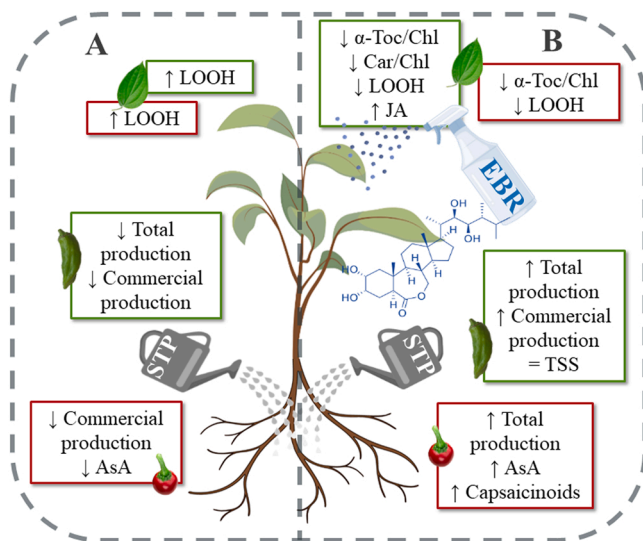 A
↑ LOOH
↑ LOOH
↓ Total
production
↓ Commercial
production
STP
↓ Commercial
production
↓ AsA
B
↓ α-Toc/Chl
↓ Car/Chl
↓ LOOH
↑ JA
↓ α-Toc/Chl
↓ LOOH
EBR
OH
OH
H
H
H
H
HO
HO
H
O
O
↑ Total
production
↑ Commercial
production
= TSS
STP
↑ Total
production
↑ AsA
↑ Capsaicinoids